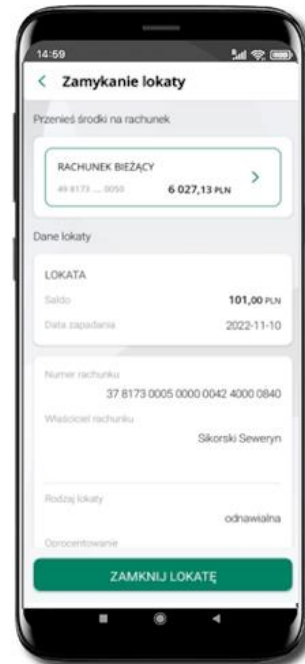 14:59
Zamykanie lokaty
Przenieś środki na rachunek
RACHUNEK BIEŻĄCY
49 8173 .... 0050 6 027,13 PLN
Dane lokaty
LOKATA
Saldo 101,00 PLN
Data zapadania 2022-11-10
Numer rachunku
37 8173 0005 0000 0042 4000 0840
Właściciel rachunku
Sikorski Seweryn
Rodzaj lokaty
odnawialna
Oprocentowanie
ZAMKNIJ LOKATĘ